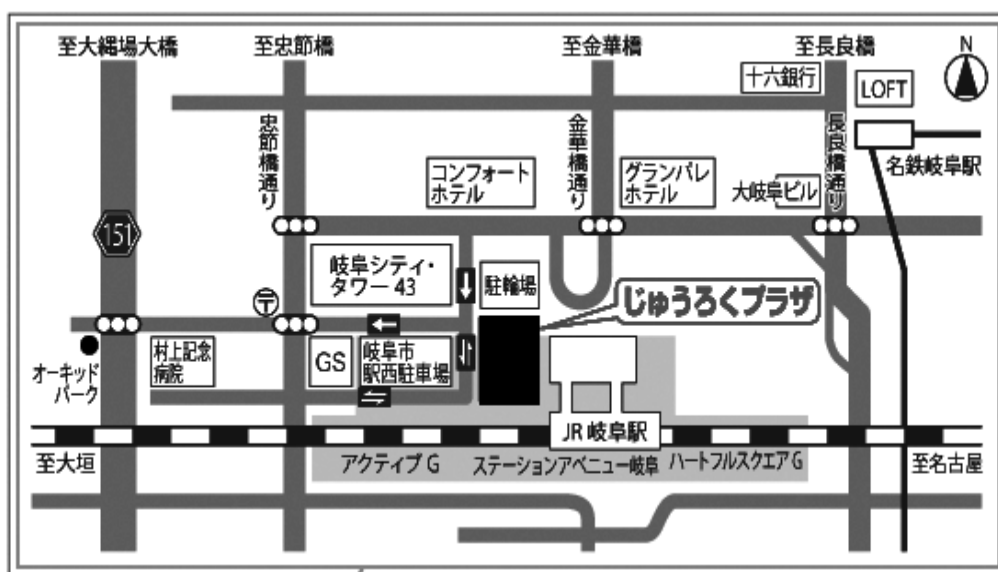 至大縄場大橋
至忠節橋
至金華橋
至長良橋
N
十六銀行
LOFT
忠節橋通り
金華橋通り
長良橋通り
名鉄岐阜駅
コンフォート
ホテル
グランパレ
ホテル
大岐阜ビル
151
岐阜シティ・
タワー43
駐輪場
じゅうろくプラザ
〒
オーキッド
パーク
村上記念
病院
GS
岐阜市
駅西駐車場
JR岐阜駅
至大垣
アクティブG
ステーションアベニュー岐阜
ハートフルスクエアG
至名古屋